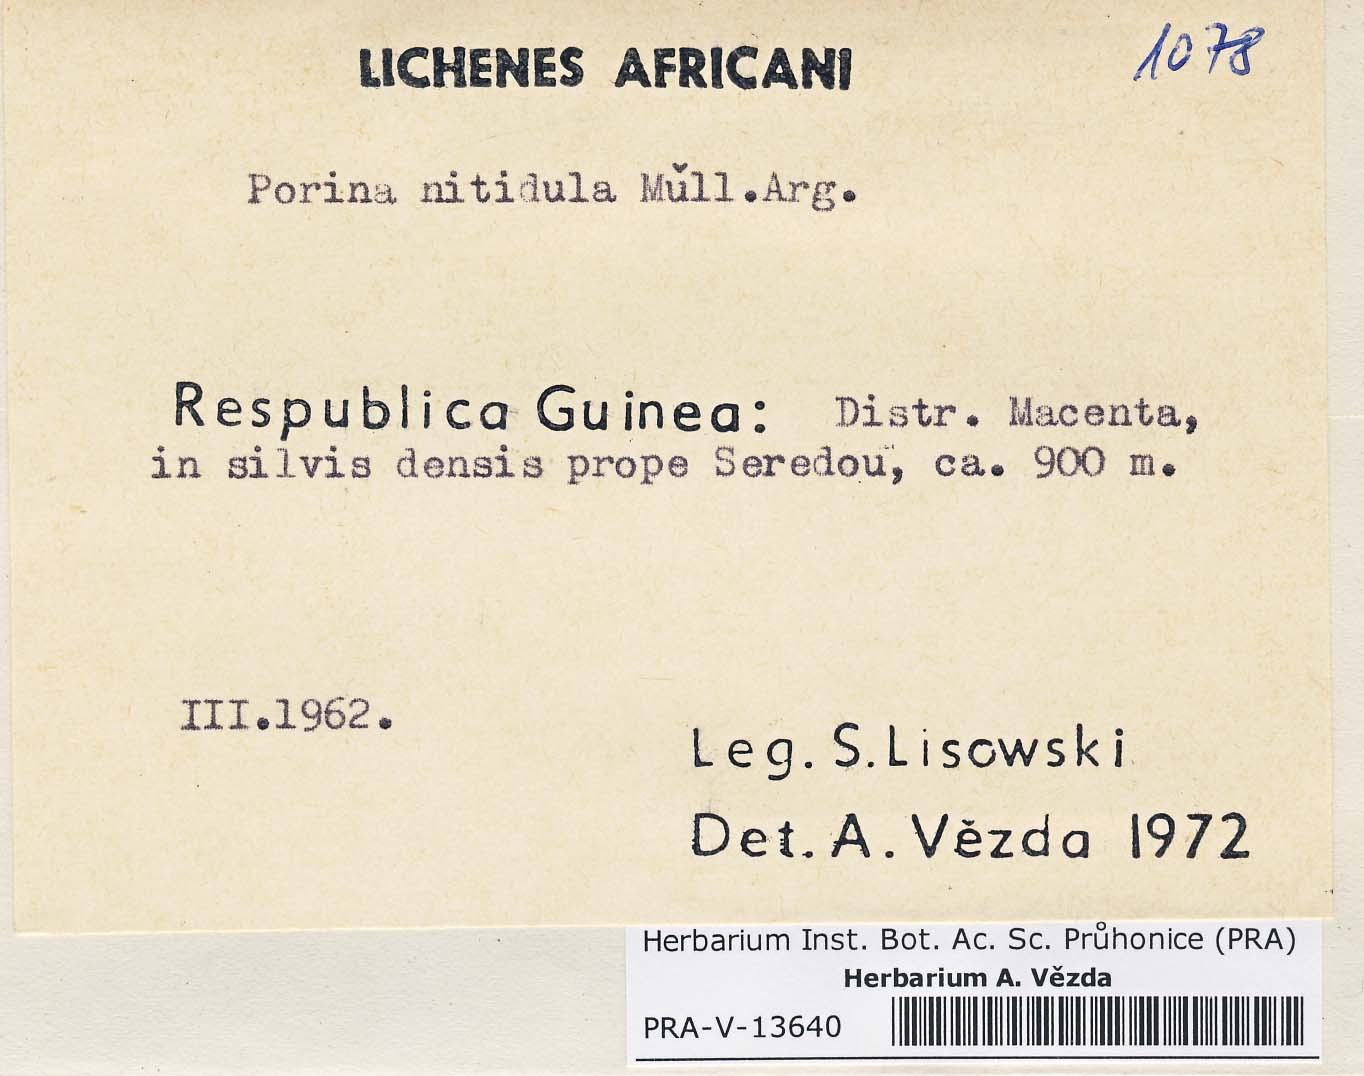 LICHENES AFRICANI 1078
Porina nitidula Mǔll.Arg.
Respublica Guinea: Distr. Macenta,
in silvis densis prope Seredou, ca. 900 m.
III.1962.
Leg. S. Lisowski
Det. A. Vězda 1972
Herbarium Inst. Bot. Ac. Sc. Průhonice (PRA)
Herbarium A. Vězda
PRA-V-13640